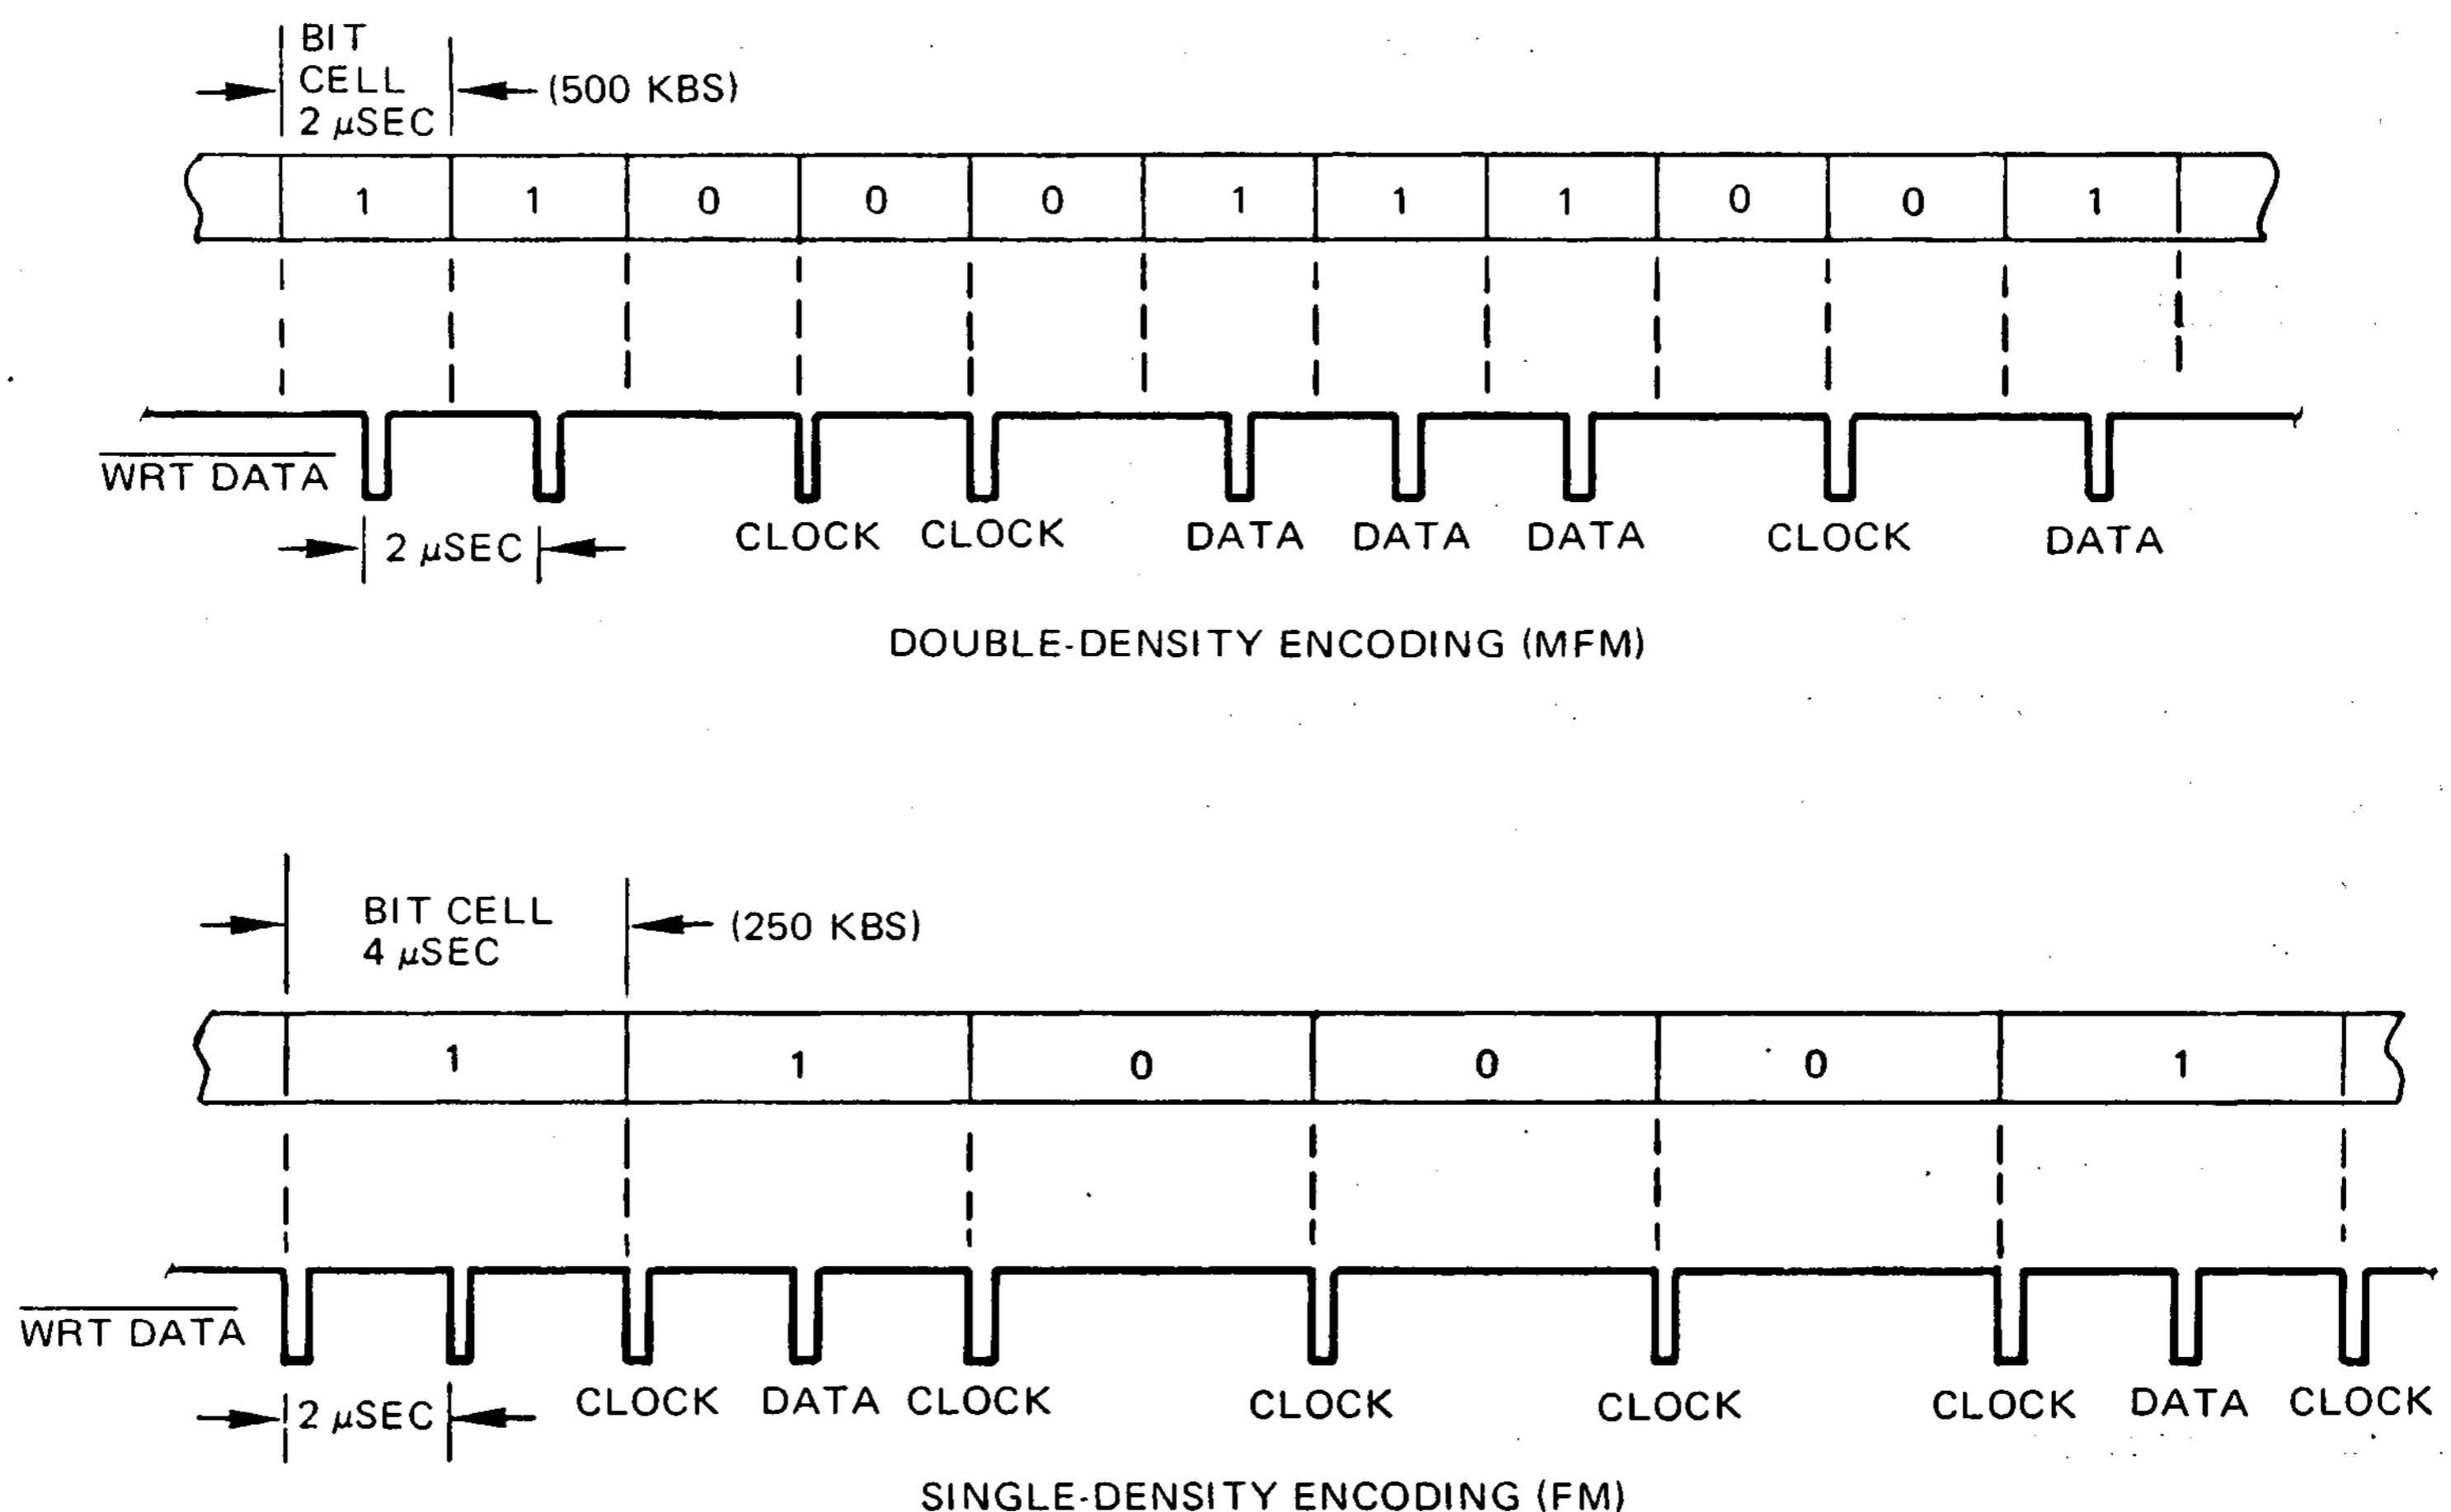 BIT
CELL
2 μSEC
(500 KBS)
1 1 0 0 0 1 1 1 0 0 1
WRT DATA
CLOCK CLOCK DATA DATA DATA CLOCK DATA
2 μSEC
DOUBLE-DENSITY ENCODING (MFM)
BIT CELL
4 μSEC
(250 KBS)
1 1 0 0 0 1
WRT DATA
CLOCK DATA CLOCK CLOCK CLOCK CLOCK DATA CLOCK
2 μSEC
SINGLE-DENSITY ENCODING (FM)